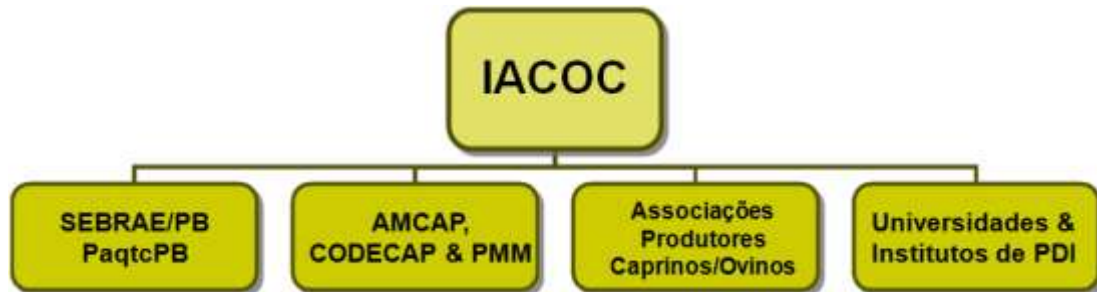 IACOC
SEBRAE/PB
PaqtcPB
AMCAP,
CODECAP & PMM
Associações
Produtores
Caprinos/Ovinos
Universidades &
Institutos de PDI